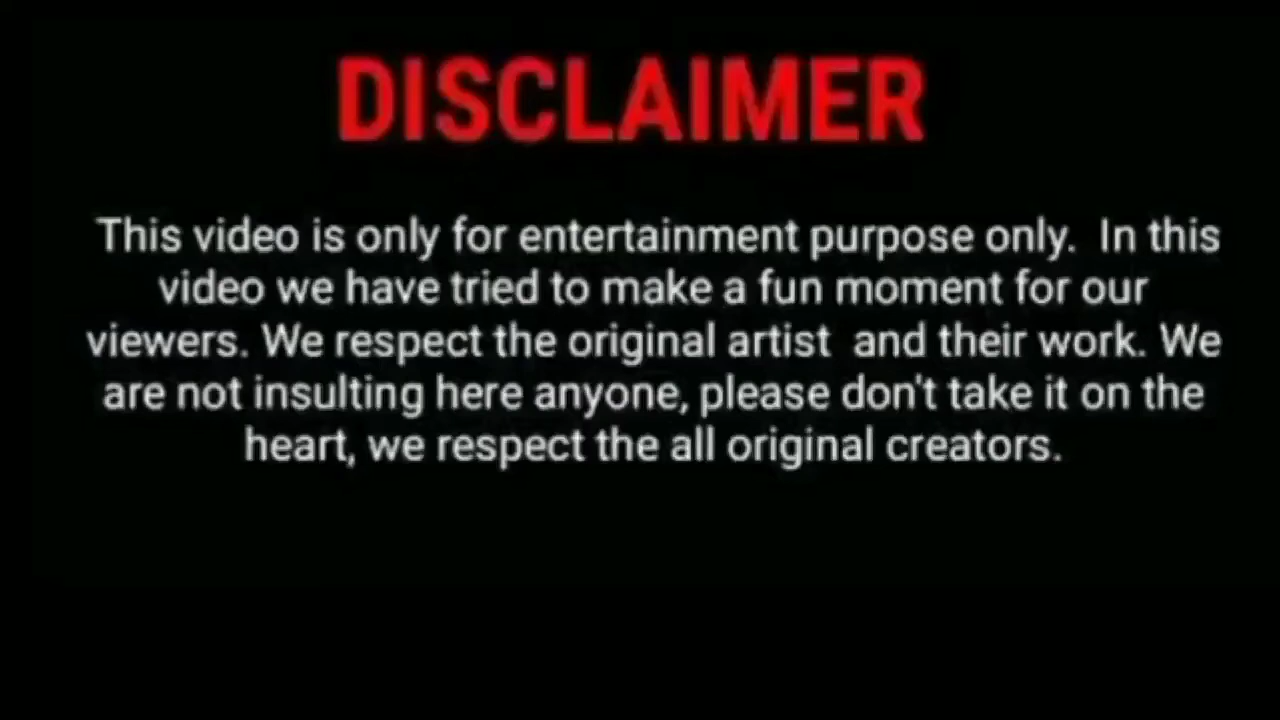 DISCLAIMER
This video is only for entertainment purpose only.  In this
video we have tried to make a fun moment for our
viewers. We respect the original artist  and their work. We
are not insulting here anyone, please don't take it on the
heart, we respect the all original creators.